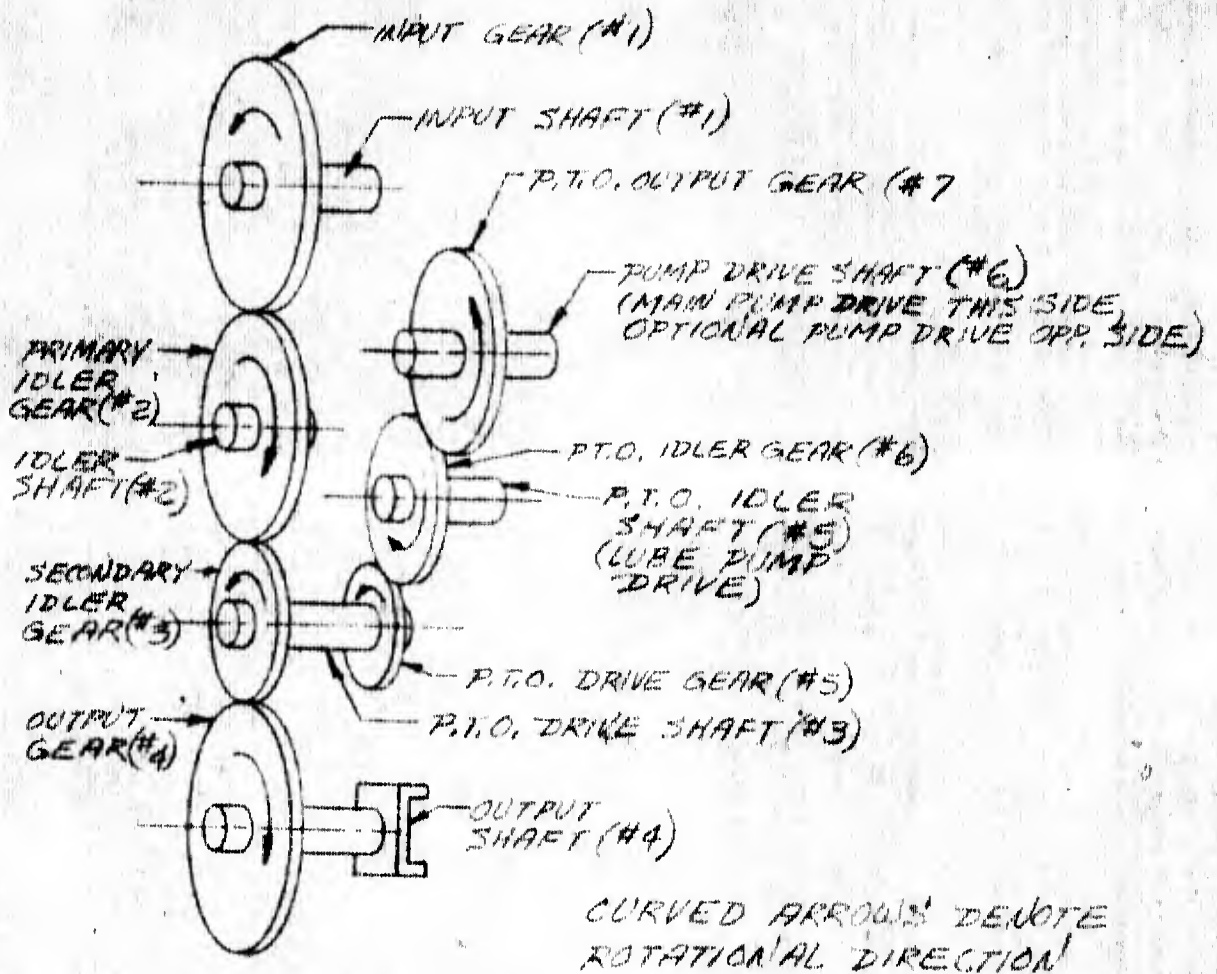 INPUT GEAR (#1)
INPUT SHAFT (#1)
P.T.O. OUTPUT GEAR (#7
PUMP DRIVE SHAFT (#6)
(MAIN PUMP DRIVE THIS SIDE,
OPTIONAL PUMP DRIVE OPP. SIDE)
PRIMARY
IDLER
GEAR (#2)
IDLER
SHAFT (#2)
P.T.O. IDLER GEAR (#6)
P.T.O. IDLER
SHAFT (#5)
(LUBE PUMP
DRIVE)
SECONDARY
IDLER
GEAR (#3)
P.T.O. DRIVE GEAR (#5)
P.T.O. DRIVE SHAFT (#3)
OUTPUT
GEAR (#4)
OUTPUT
SHAFT (#4)
CURVED ARROWS DENOTE
ROTATIONAL DIRECTION